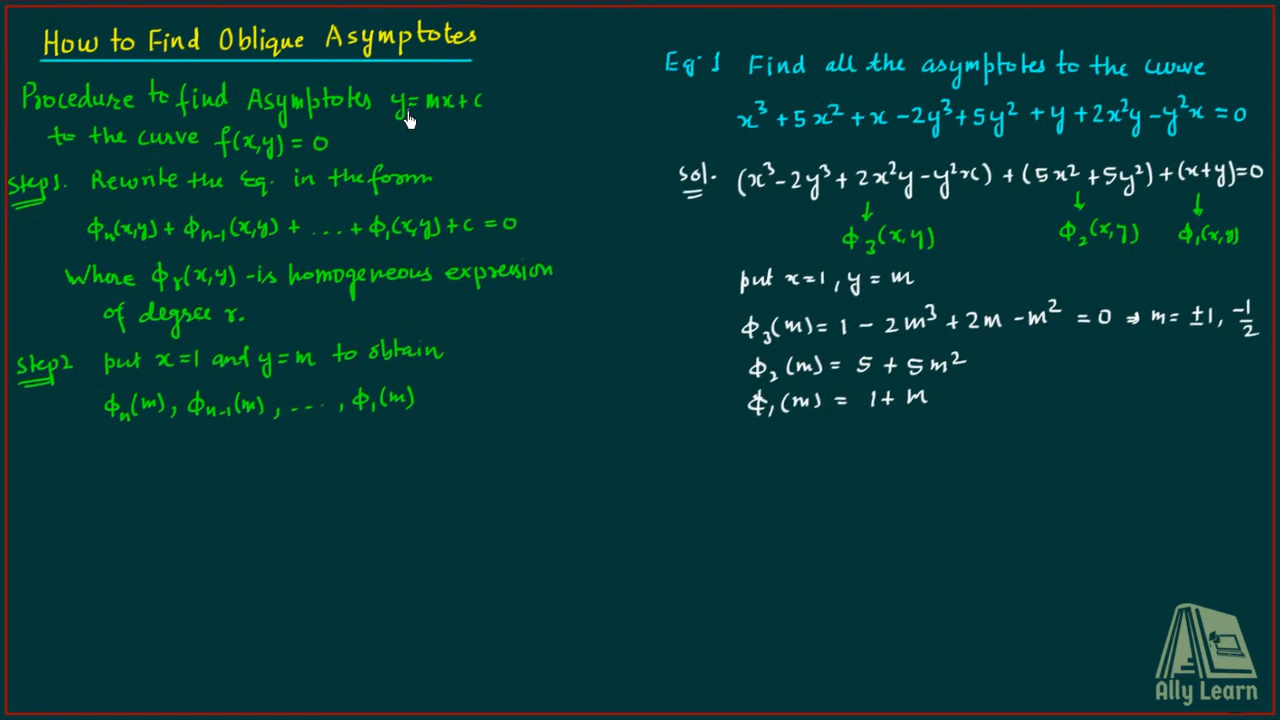 How to Find Oblique Asymptotes
Procedure to find Asymptotes y = mx + c
to the curve f(x,y) = 0
Step1. Rewrite the Eq. in the form
ϕₙ(x,y) + ϕₙ₋₁(x,y) + ... + ϕ₁(x,y) + c = 0
Where ϕᵣ(x,y) is homogeneous expression
of degree r.
Step2 put x=1 and y=m to obtain
ϕₙ(m), ϕₙ₋₁(m), ..., ϕ₁(m)
Eg. 1 Find all the asymptotes to the curve
x³ + 5x² + x - 2y³ + 5y² + y + 2x²y - y²x = 0
Sol. (x³ - 2y³ + 2x²y - y²x) + (5x² + 5y²) + (x+y) = 0
↓ ↓ ↓
ϕ₃(x,y) ϕ₂(x,y) ϕ₁(x,y)
put x=1, y = m
ϕ₃(m) = 1 - 2m³ + 2m - m² = 0 ⇒ m = ±1, -1/2
ϕ₂(m) = 5 + 5m²
ϕ₁(m) = 1 + m
Ally Learn